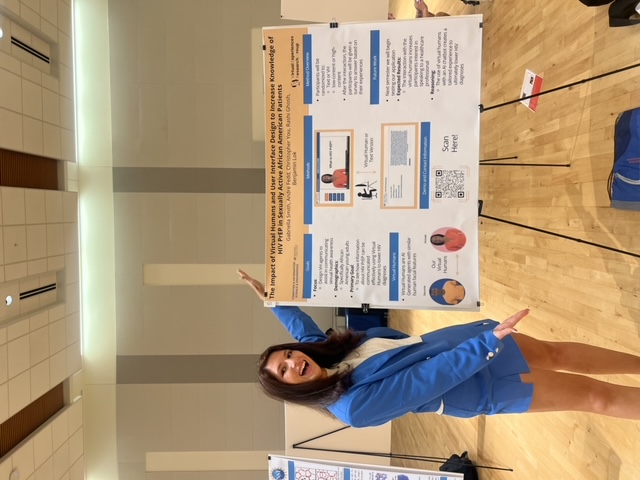 The Impact of Virtual Humans and User Interface Design to Increase Knowledge of
HIV PrEP in Sexually Active African American Patients
Gabriella Smith, Andre Fedd, Christopher You, Rashi Ghosh,
Benjamin Lok
Goals
Focus
Design VH agents to
assist in communicating
sexual health awareness
Demographics
Specifically African
American young adults
Primary Goal
To see how information
about HIV PrEP can be
communicated
effectively using Virtual
Humans to lower HIV
diagnoses
Virtual Humans
Virtual Humans are AI
Generated agents with similar
human facial features
Our
Virtual
Humans
Methods
What is HIV PrEP?
Virtual Human or
Text Version
Demo and Contact Information
Scan
Here!
Method Overview
Participants will be
randomized to:
Text or VH
low-content or high-
content
After the interaction, the
participants will be given a
survey to answer based on their
experiences.
Future Work
Next semester we will begin
testing our application
Expected Results:
The interaction with the
virtual humans increases
participants interest in
speaking to a healthcare
professional
Reasoning:
The use of virtual humans
with an AI chatbot creates a
tailored experience to
ultimately lower HIV
diagnoses